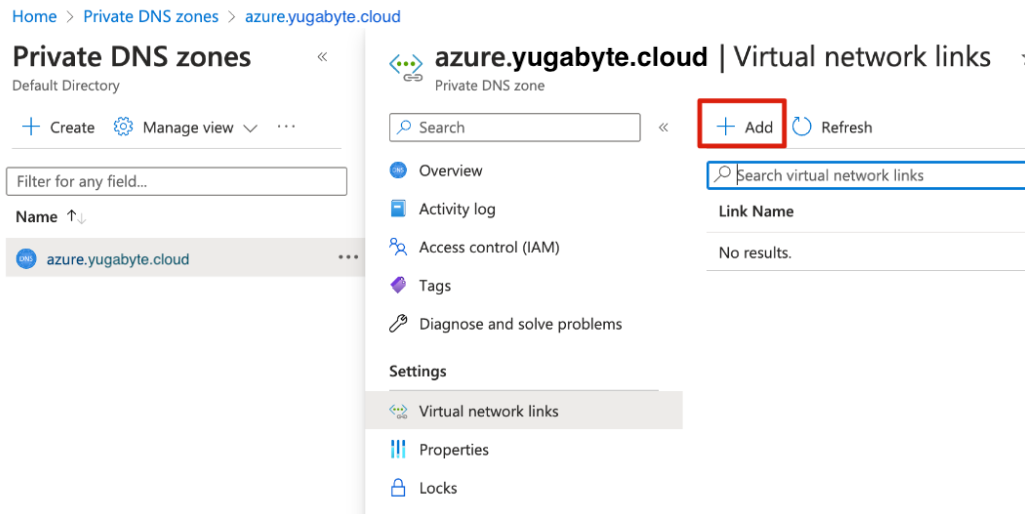 Home > Private DNS zones > azure.yugabyte.cloud
Private DNS zones «
Default Directory
+ Create Manage view ···
Filter for any field...
Name ↑↓
DNS azure.yugabyte.cloud ···
azure.yugabyte.cloud | Virtual network links
Private DNS zone
Search «
DNS Overview
Activity log
Access control (IAM)
Tags
Diagnose and solve problems
Settings
Virtual network links
Properties
Locks
+ Add Refresh
Search virtual network links
Link Name
No results.